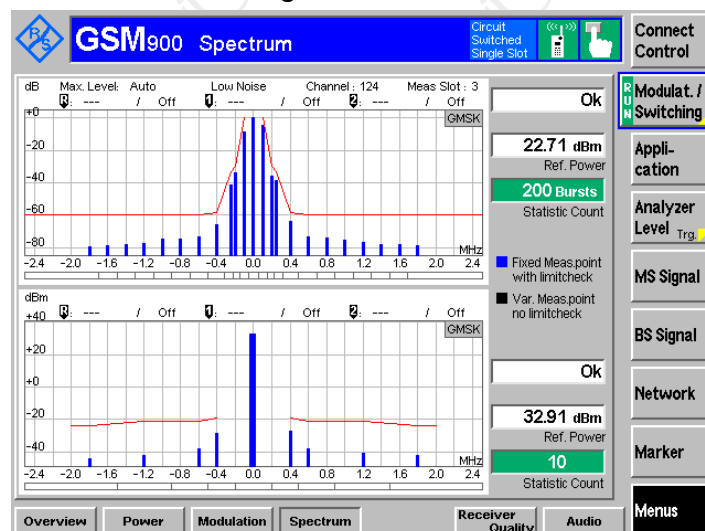 R&S
GSM900 Spectrum
Circuit Switched Single Slot
Connect Control
dB Max. Level: Auto Low Noise Channel: 124 Meas Slot: 3
R: --- / Off 1: --- / Off 2: --- / Off
GMSK
+0
-20
-40
-60
-80
MHz
-2.4 -2.0 -1.6 -1.2 -0.8 -0.4 0.0 0.4 0.8 1.2 1.6 2.0 2.4
Ok
22.71 dBm
Ref. Power
200 Bursts
Statistic Count
Fixed Meas.point
with limitcheck
Var. Meas.point
no limitcheck
dBm
R: --- / Off 1: --- / Off 2: --- / Off
GMSK
+40
+20
+0
-20
-40
MHz
-2.4 -2.0 -1.6 -1.2 -0.8 -0.4 0.0 0.4 0.8 1.2 1.6 2.0 2.4
Ok
32.91 dBm
Ref. Power
10
Statistic Count
RUN
Modulat. /
Switching
Appli-
cation
Analyzer
Level Trg.
MS Signal
BS Signal
Network
Marker
Menus
Overview Power Modulation Spectrum Receiver Quality Audio